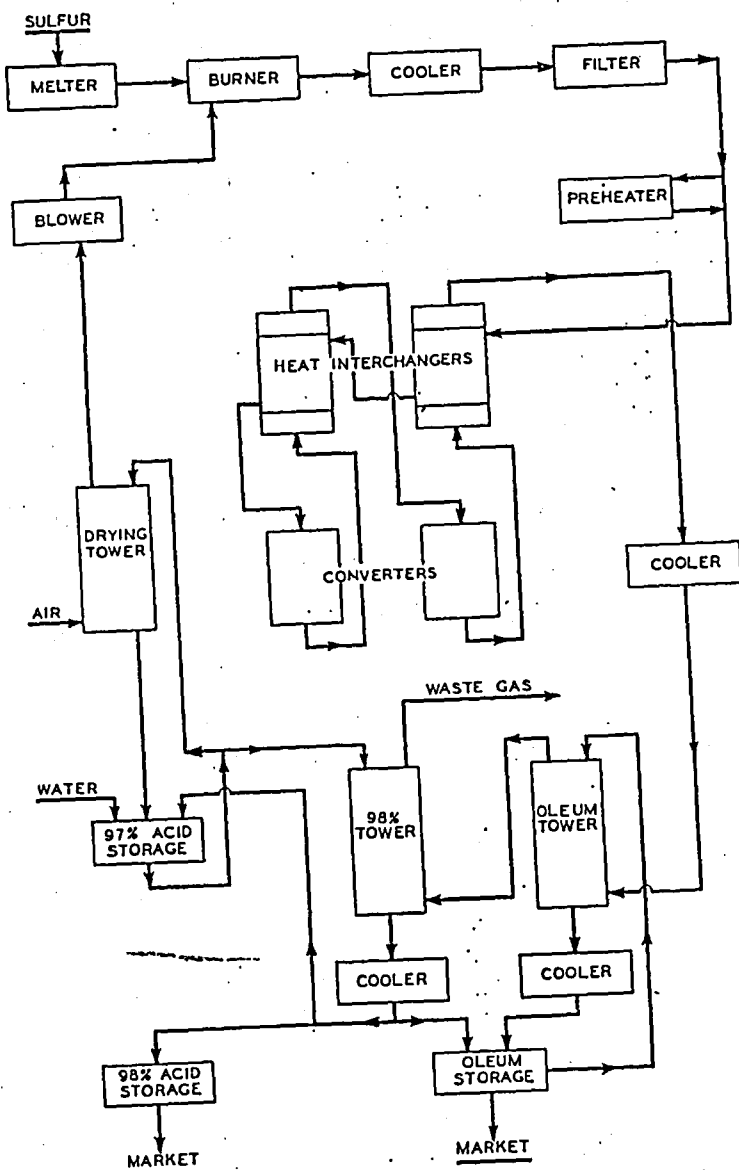 SULFUR
MELTER
BURNER
COOLER
FILTER
BLOWER
PREHEATER
HEAT INTERCHANGERS
DRYING
TOWER
CONVERTERS
COOLER
AIR
WASTE GAS
WATER
97% ACID
STORAGE
98%
TOWER
OLEUM
TOWER
COOLER
COOLER
98% ACID
STORAGE
OLEUM
STORAGE
MARKET
MARKET